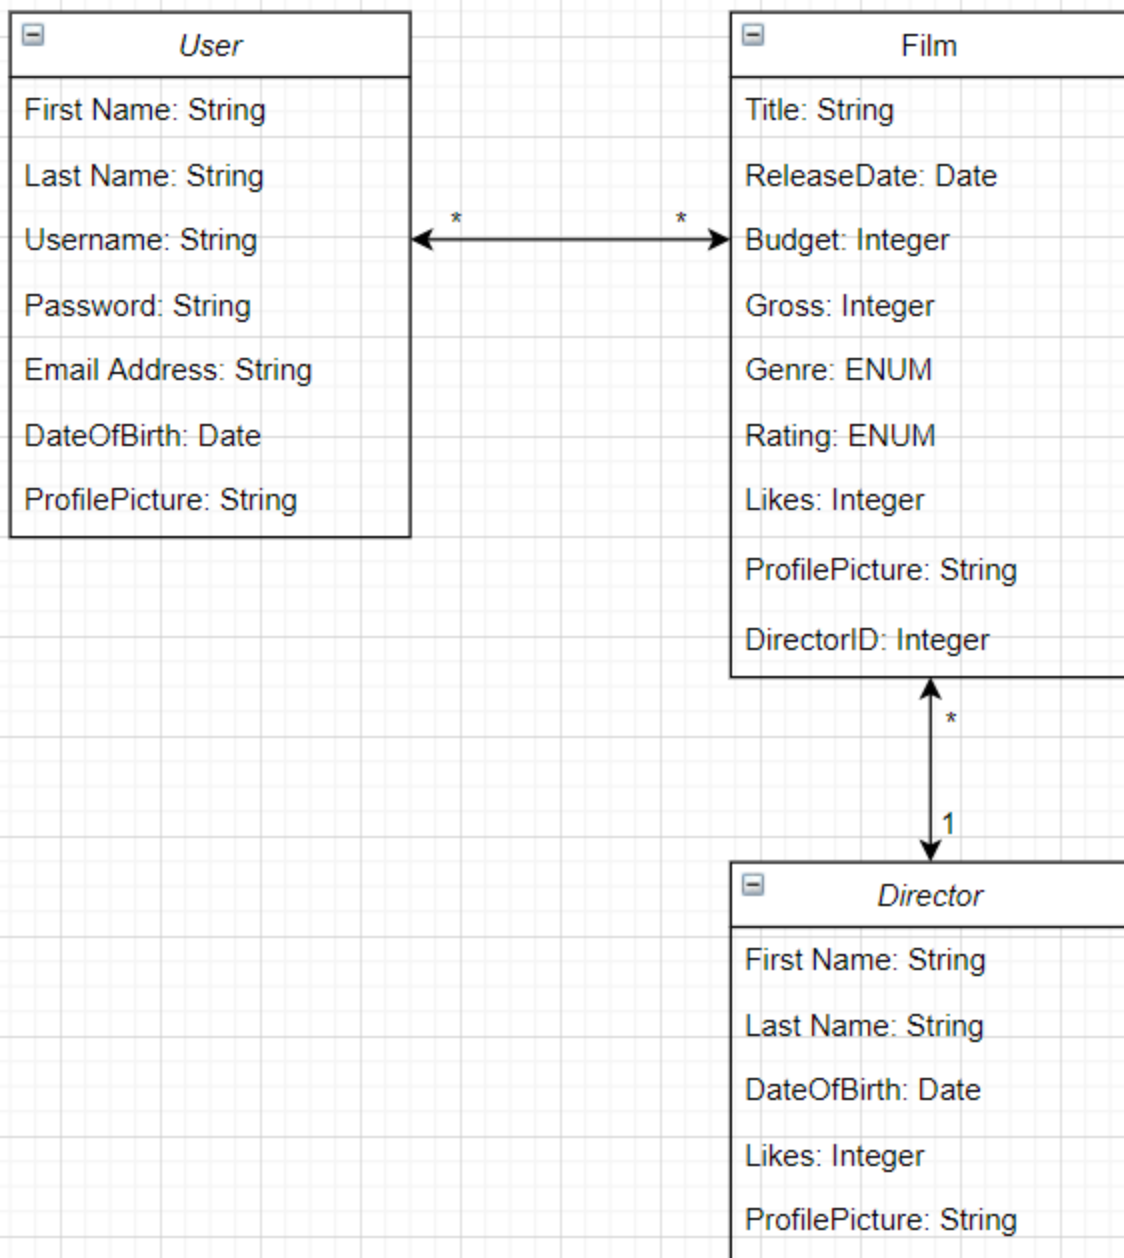 User
First Name: String
Last Name: String
Username: String
Password: String
Email Address: String
DateOfBirth: Date
ProfilePicture: String
*
*
Film
Title: String
ReleaseDate: Date
Budget: Integer
Gross: Integer
Genre: ENUM
Rating: ENUM
Likes: Integer
ProfilePicture: String
DirectorID: Integer
*
1
Director
First Name: String
Last Name: String
DateOfBirth: Date
Likes: Integer
ProfilePicture: String